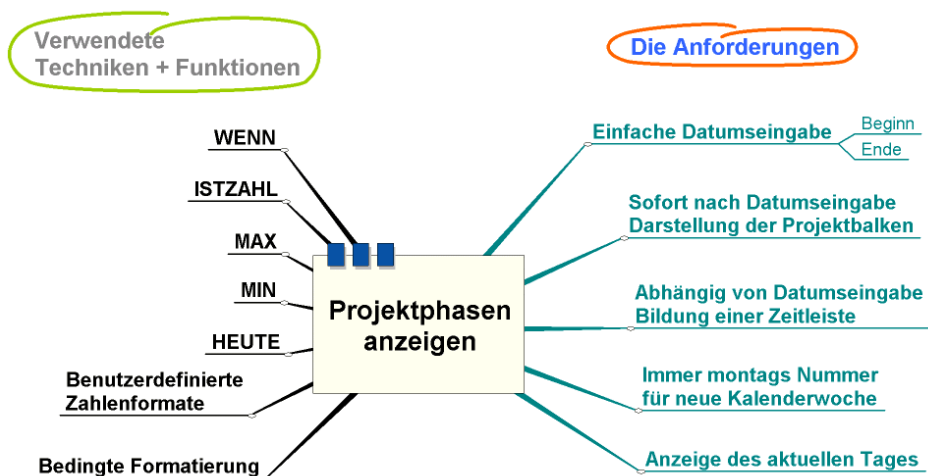 Verwendete
Techniken + Funktionen
WENN
ISTZAHL
MAX
MIN
HEUTE
Benutzerdefinierte
Zahlenformate
Bedingte Formatierung
Projektphasen
anzeigen
Die Anforderungen
Einfache Datumseingabe
Beginn
Ende
Sofort nach Datumseingabe
Darstellung der Projektbalken
Abhängig von Datumseingabe
Bildung einer Zeitleiste
Immer montags Nummer
für neue Kalenderwoche
Anzeige des aktuellen Tages